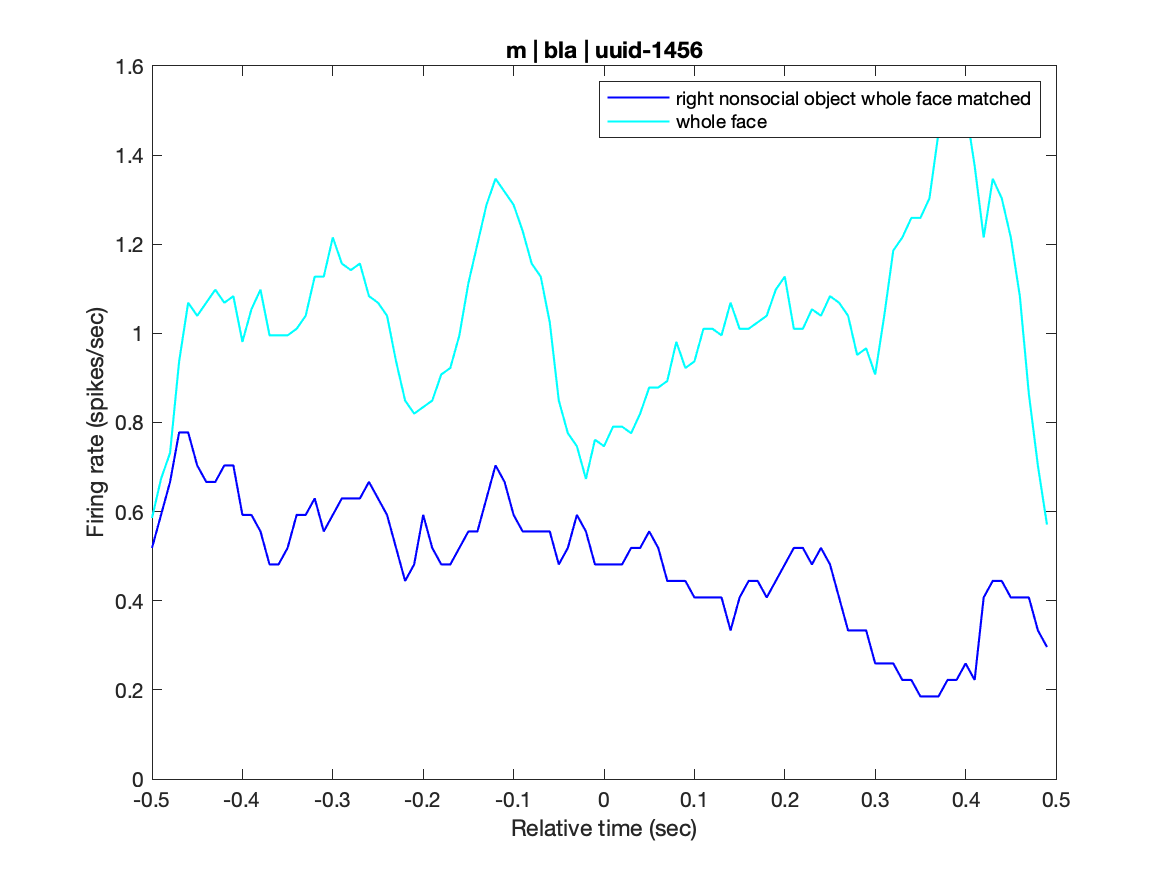 m | bla | uuid-1456
right nonsocial object whole face matched
whole face
Firing rate (spikes/sec)
1.6
1.4
1.2
1
0.8
0.6
0.4
0.2
0
-0.5 -0.4 -0.3 -0.2 -0.1 0 0.1 0.2 0.3 0.4 0.5
Relative time (sec)